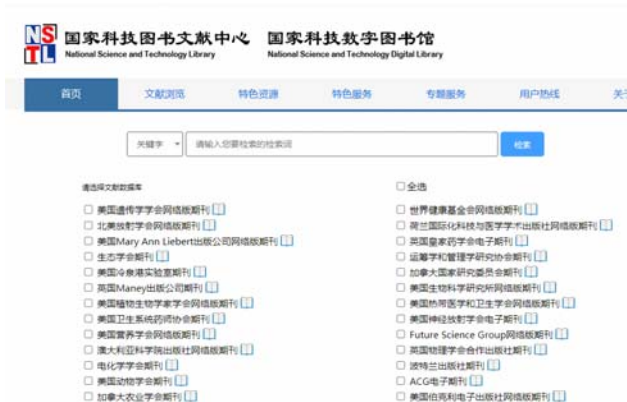 NS
TL
国家科技图书文献中心 国家科技数字图书馆
National Science and Technology Library National Science and Technology Digital Library
首页 文献浏览 特色资源 特色服务 专题服务 用户热线 关于
关键字 请输入您要检索的检索词 检索
请选择文献数据库 全选
美国遗传学学会网络版期刊 世界健康基金会网络版期刊
北美放射学会网络版期刊 荷兰国际化科技与医学学术出版社网络版期刊
美国Mary Ann Liebert出版公司网络版期刊 英国皇家药学会电子期刊
生态学会期刊 运筹学和管理学研究协会期刊
美国冷泉港实验室期刊 加拿大国家研究委员会期刊
英国Maney出版公司期刊 美国生物科学研究所网络版期刊
美国植物生物学家学会网络版期刊 美国热带医学和卫生学会网络版期刊
美国卫生系统药师协会期刊 美国神经放射学会电子期刊
美国营养学会网络版期刊 Future Science Group网络版期刊
澳大利亚科学院出版社网络版期刊 英国物理学会合作出版社期刊
电化学学会期刊 波特兰出版社期刊
美国动物学会期刊 ACG电子期刊
加拿大农业学会期刊 美国伯克利电子出版社网络版期刊